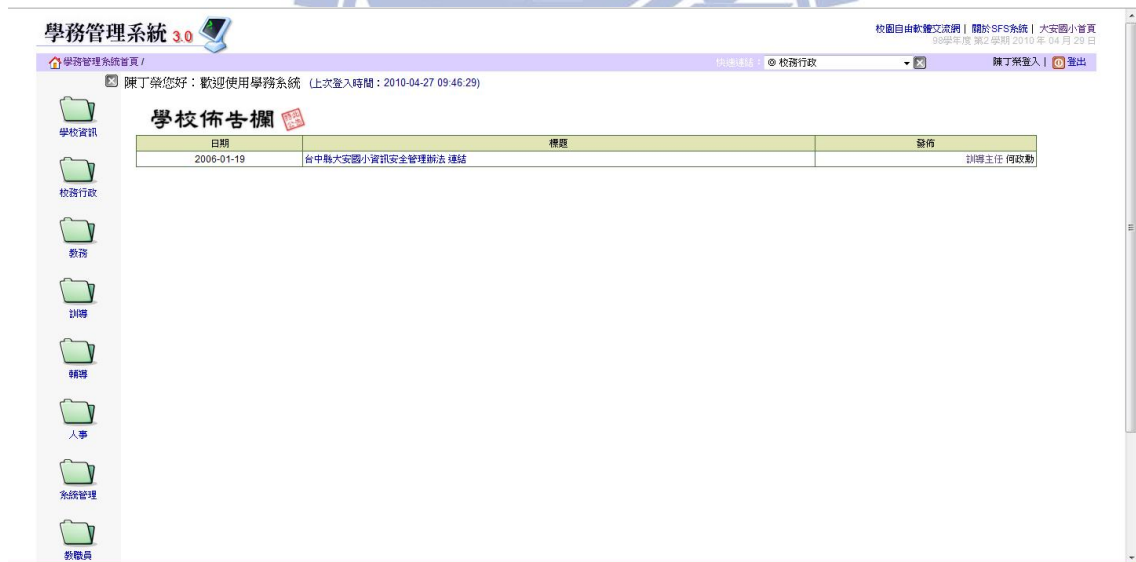 學務管理系統 3.0
校園自由軟體交流網 | 關於SFS系統 | 大安國小首頁
98學年度 第2學期 2010 年 04 月 29 日
學務管理系統首頁 /
快速連結： ◎ 校務行政
陳丁榮登入 | 登出
陳丁榮您好：歡迎使用學務系統 (上次登入時間：2010-04-27 09:46:29)
學校佈告欄
日期 標題 發佈
2006-01-19 台中縣大安國小資訊安全管理辦法 連結 訓導主任 何政勳
學校資訊
校務行政
教務
訓導
輔導
人事
系統管理
教職員